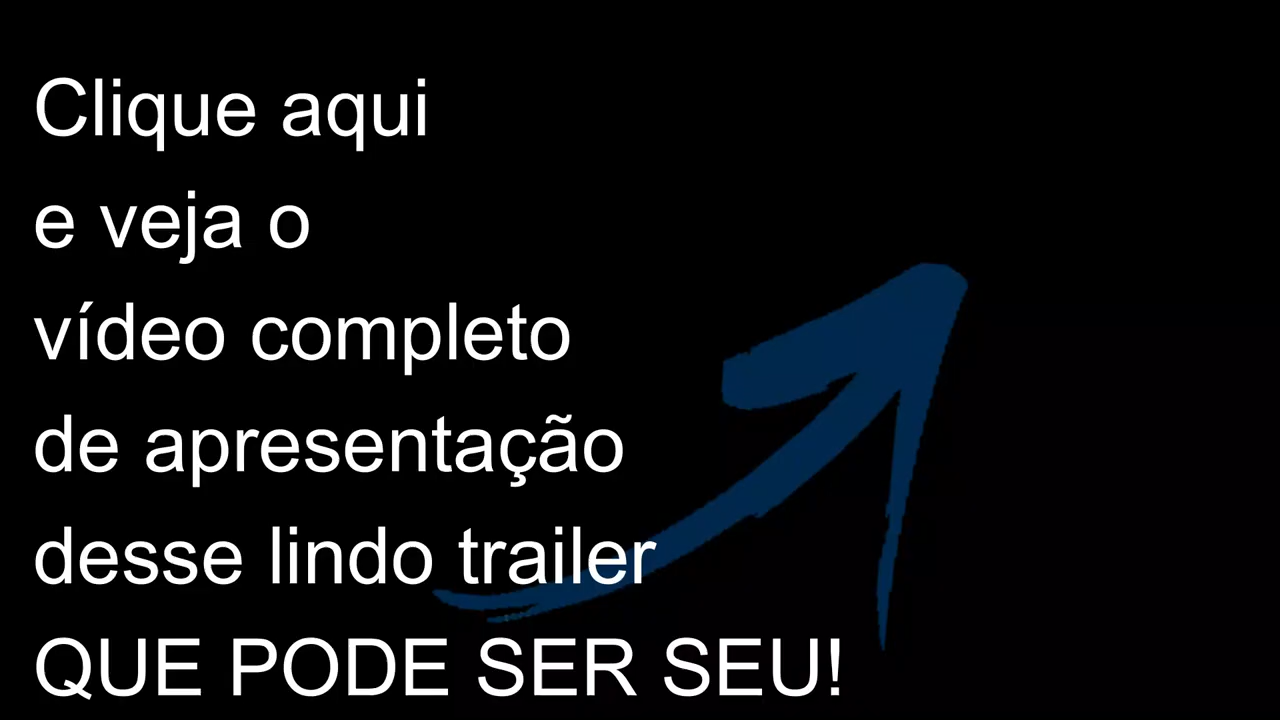 Clique aqui
e veja o
vídeo completo
de apresentação
desse lindo trailer
QUE PODE SER SEU!